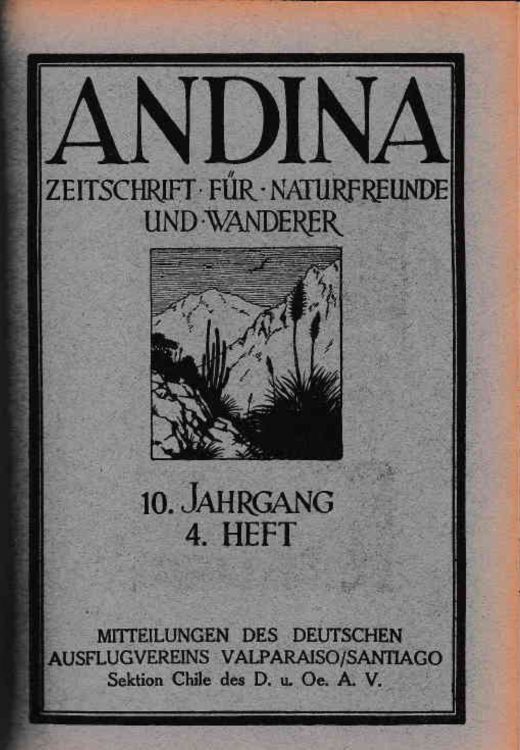 ANDINA
ZEITSCHRIFT · FÜR · NATURFREUNDE
UND · WANDERER
10. JAHRGANG
4. HEFT
MITTEILUNGEN DES DEUTSCHEN
AUSFLUGVEREINS VALPARAISO/SANTIAGO
Sektion Chile des D. u. Oe. A. V.